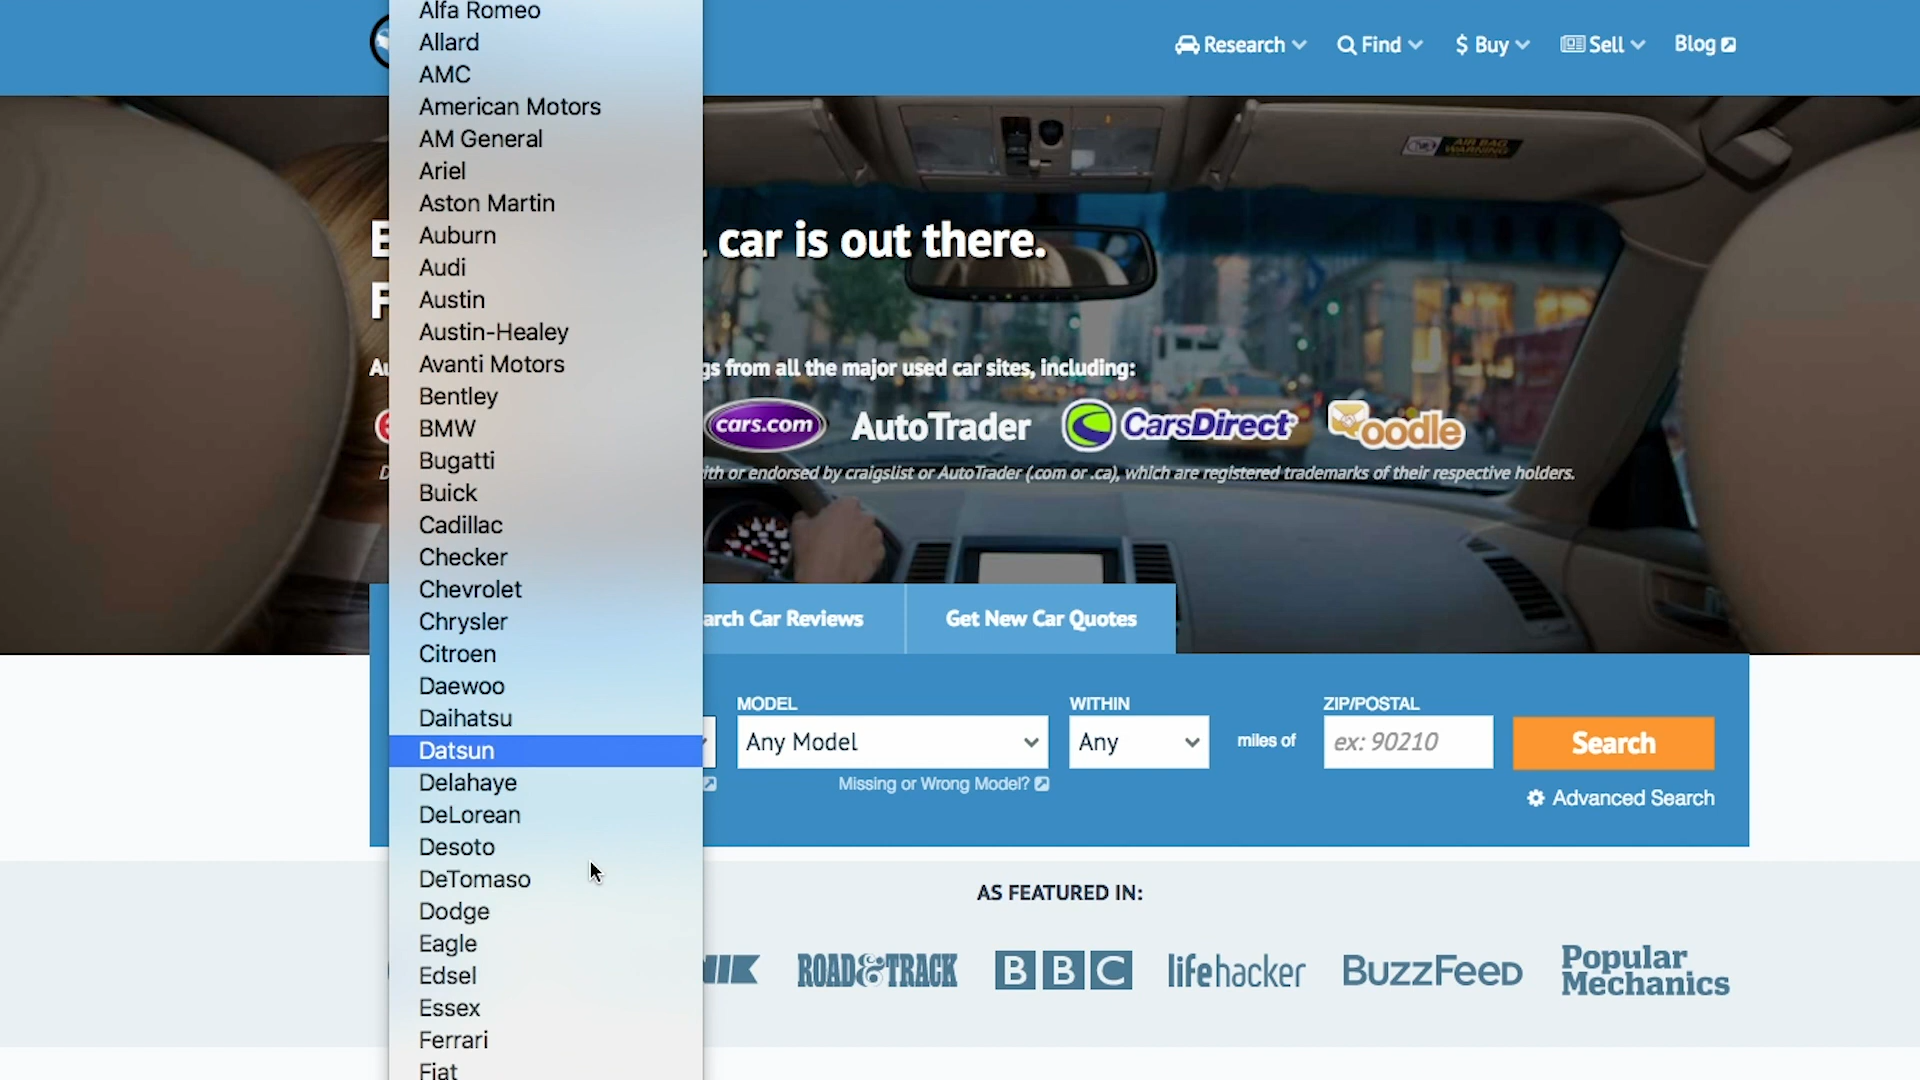 Alfa Romeo
Allard
AMC
American Motors
AM General
Ariel
Aston Martin
Auburn
Audi
Austin
Austin-Healey
Avanti Motors
Bentley
BMW
Bugatti
Buick
Cadillac
Checker
Chevrolet
Chrysler
Citroen
Daewoo
Daihatsu
Datsun
Delahaye
DeLorean
Desoto
DeTomaso
Dodge
Eagle
Edsel
Essex
Ferrari
Fiat
Research Find $ Buy Sell Blog
AIR BAG
WARNING
car is out there.
from all the major used car sites, including:
cars.com AutoTrader CarsDirect oodle
or endorsed by craigslist or AutoTrader (.com or .ca), which are registered trademarks of their respective holders.
Car Reviews Get New Car Quotes
MODEL WITHIN ZIP/POSTAL
Any Model Any miles of ex: 90210 Search
Missing or Wrong Model? Advanced Search
AS FEATURED IN:
ROAD & TRACK BBC lifehacker BuzzFeed Popular
Mechanics